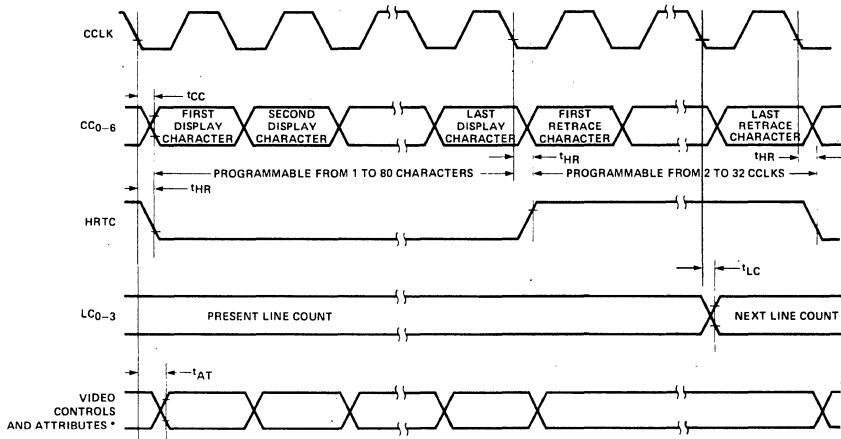 CCLK
tCC
CC0–6
FIRST DISPLAY CHARACTER
SECOND DISPLAY CHARACTER
LAST DISPLAY CHARACTER
FIRST RETRACE CHARACTER
LAST RETRACE CHARACTER
tHR
tHR
PROGRAMMABLE FROM 1 TO 80 CHARACTERS
PROGRAMMABLE FROM 2 TO 32 CCLKS
tHR
HRTC
tLC
LC0–3
PRESENT LINE COUNT
NEXT LINE COUNT
tAT
VIDEO
CONTROLS
AND ATTRIBUTES *